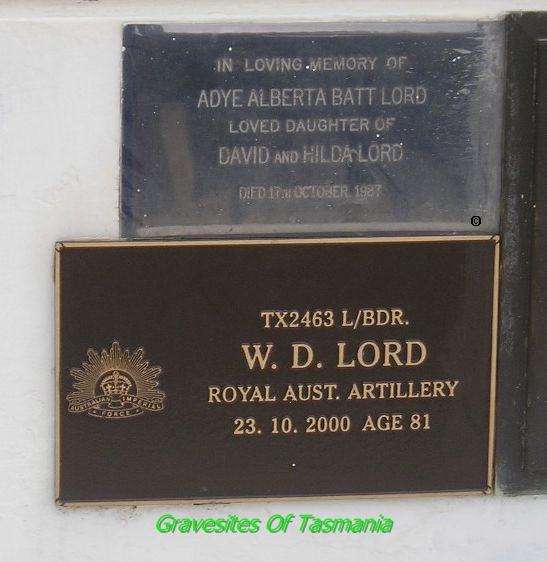 IN LOVING MEMORY OF
ADYE ALBERTA BATT LORD
LOVED DAUGHTER OF
DAVID AND HILDA LORD
DIED 17TH OCTOBER, 1987
©
TX2463 L/BDR.
W. D. LORD
ROYAL AUST. ARTILLERY
23. 10. 2000 AGE 81
AUSTRALIAN IMPERIAL
FORCE
Gravesites Of Tasmania